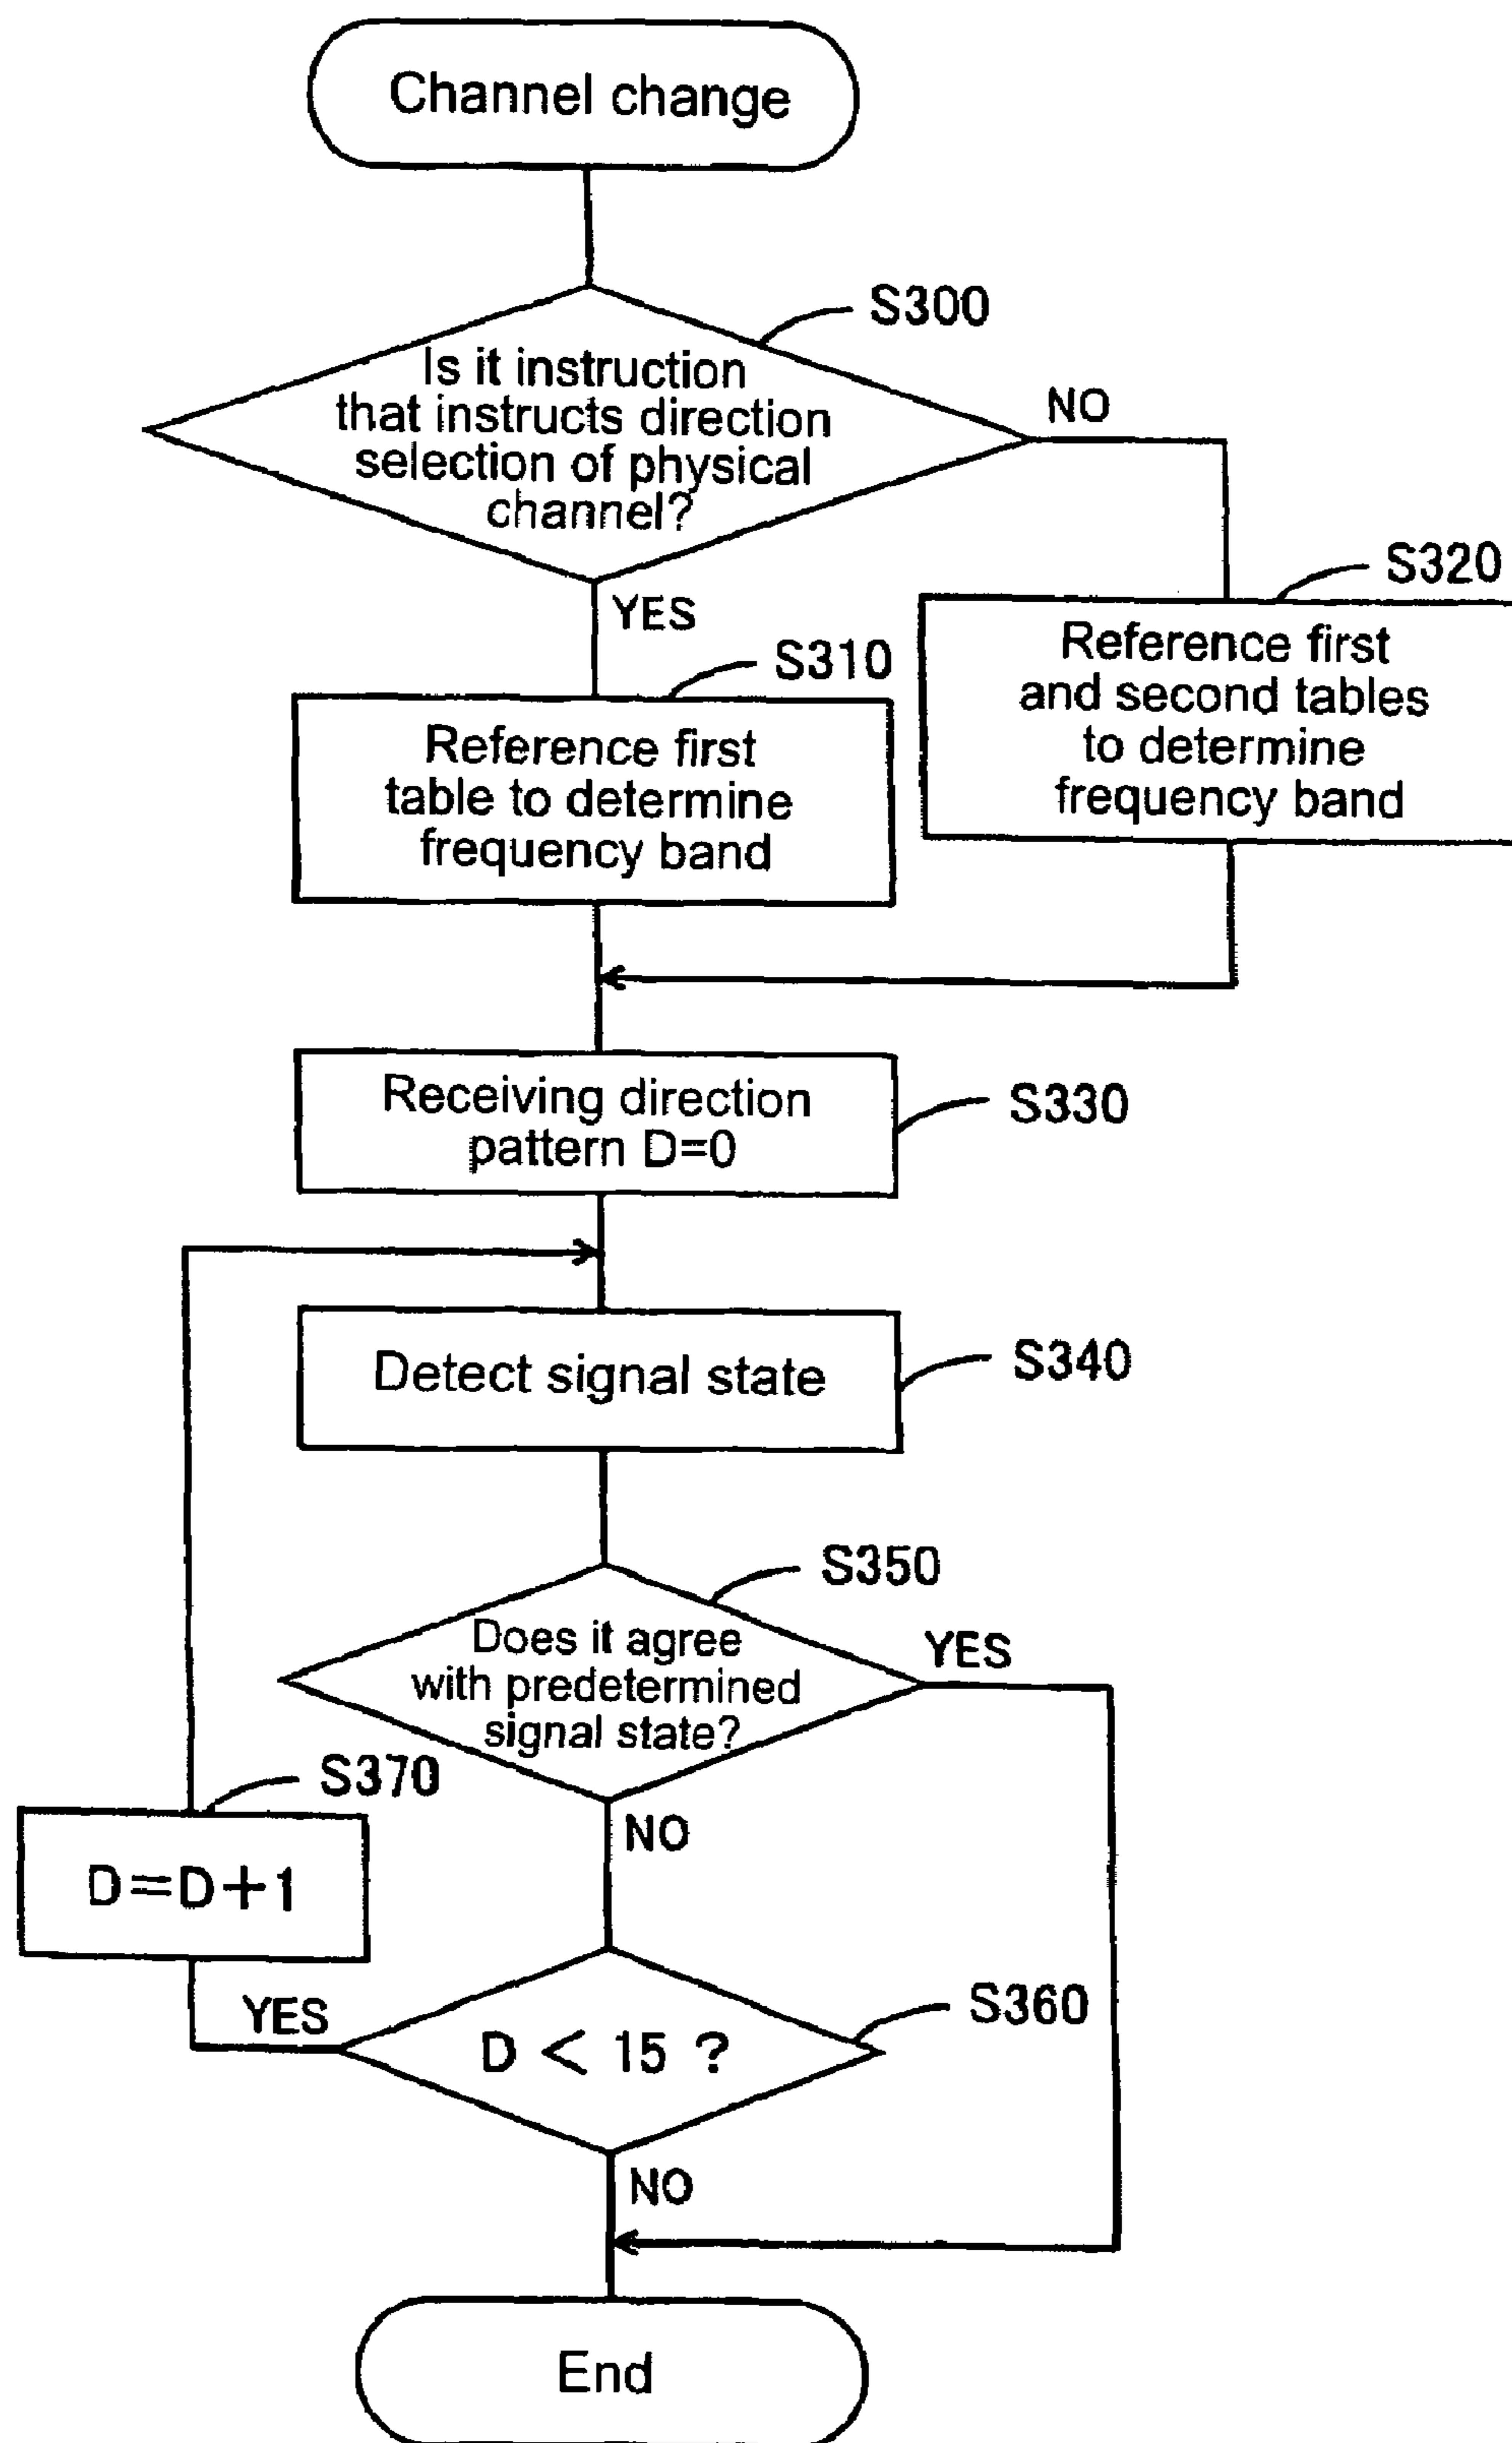 Channel change
S300
Is it instruction
that instructs direction
selection of physical
channel?
NO
YES
S320
Reference first
and second tables
to determine
frequency band
S310
Reference first
table to determine
frequency band
Receiving direction
pattern D=0
S330
Detect signal state
S340
S350
Does it agree
with predetermined
signal state?
YES
NO
S370
D=D+1
YES
S360
D < 15 ?
NO
End